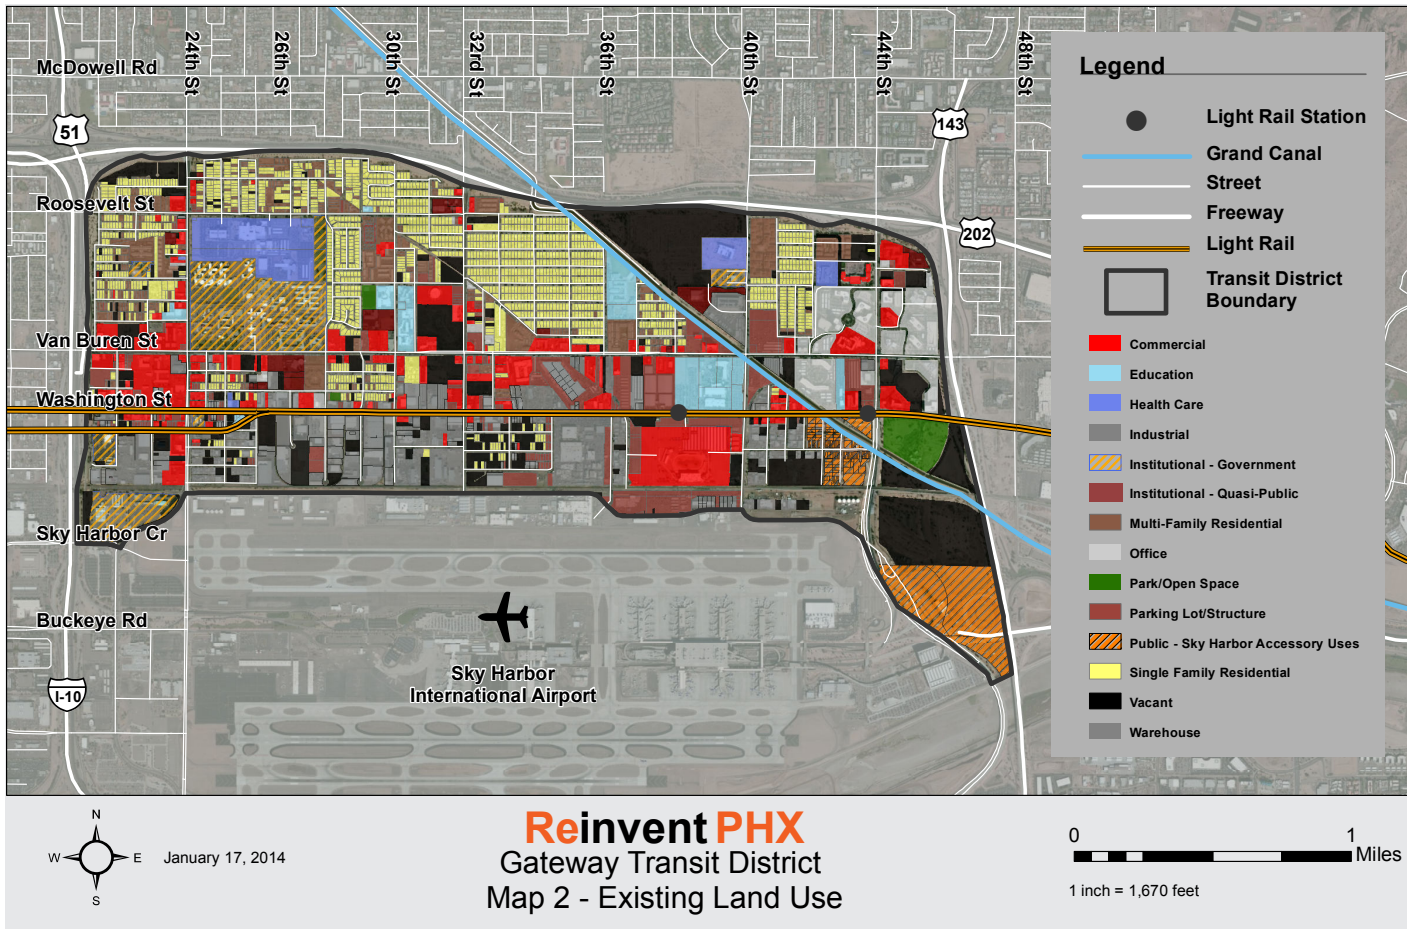 24th St
26th St
30th St
32rd St
36th St
40th St
44th St
48th St
McDowell Rd
51
143
Roosevelt St
202
Van Buren St
Washington St
Sky Harbor Cr
Buckeye Rd
I-10
Sky Harbor
International Airport
Legend
Light Rail Station
Grand Canal
Street
Freeway
Light Rail
Transit District
Boundary
Commercial
Education
Health Care
Industrial
Institutional - Government
Institutional - Quasi-Public
Multi-Family Residential
Office
Park/Open Space
Parking Lot/Structure
Public - Sky Harbor Accessory Uses
Single Family Residential
Vacant
Warehouse
N
W E
S
January 17, 2014
Reinvent PHX
Gateway Transit District
Map 2 - Existing Land Use
0 1
Miles
1 inch = 1,670 feet